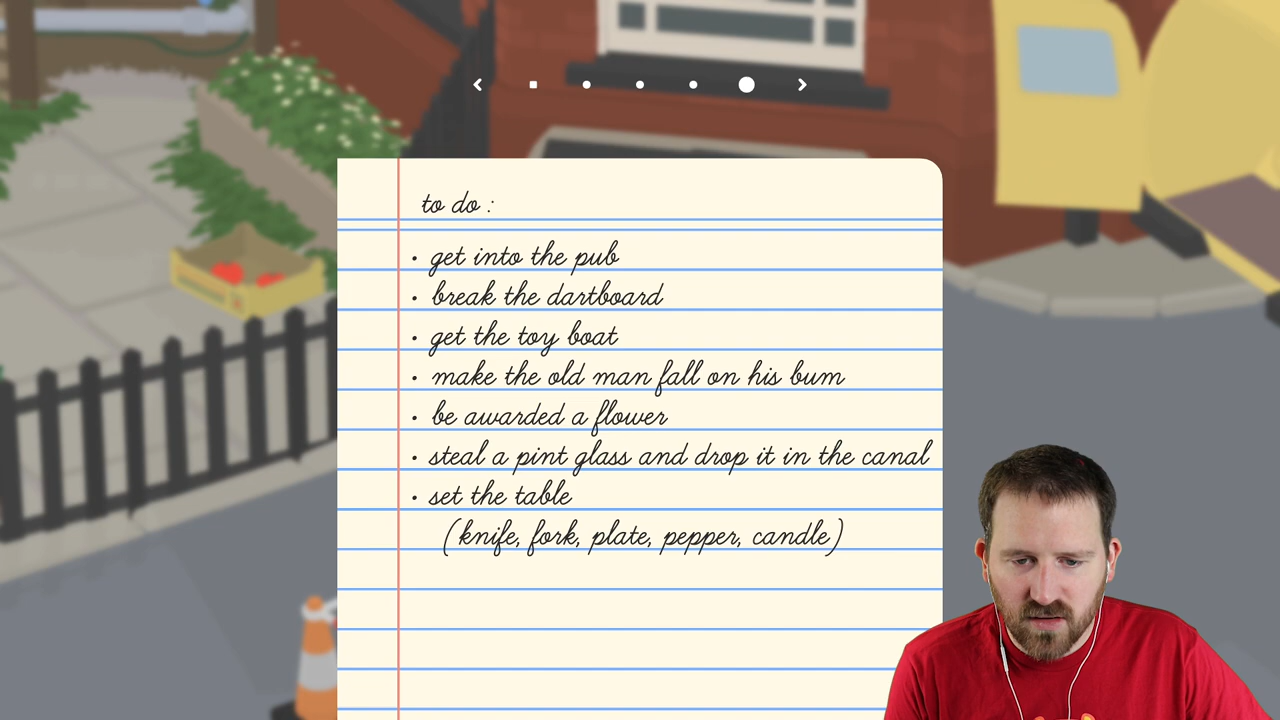 to do :
• get into the pub
• break the dartboard
• get the toy boat
• make the old man fall on his bum
• be awarded a flower
• steal a pint glass and drop it in the canal
• set the table
(knife, fork, plate, pepper, candle)